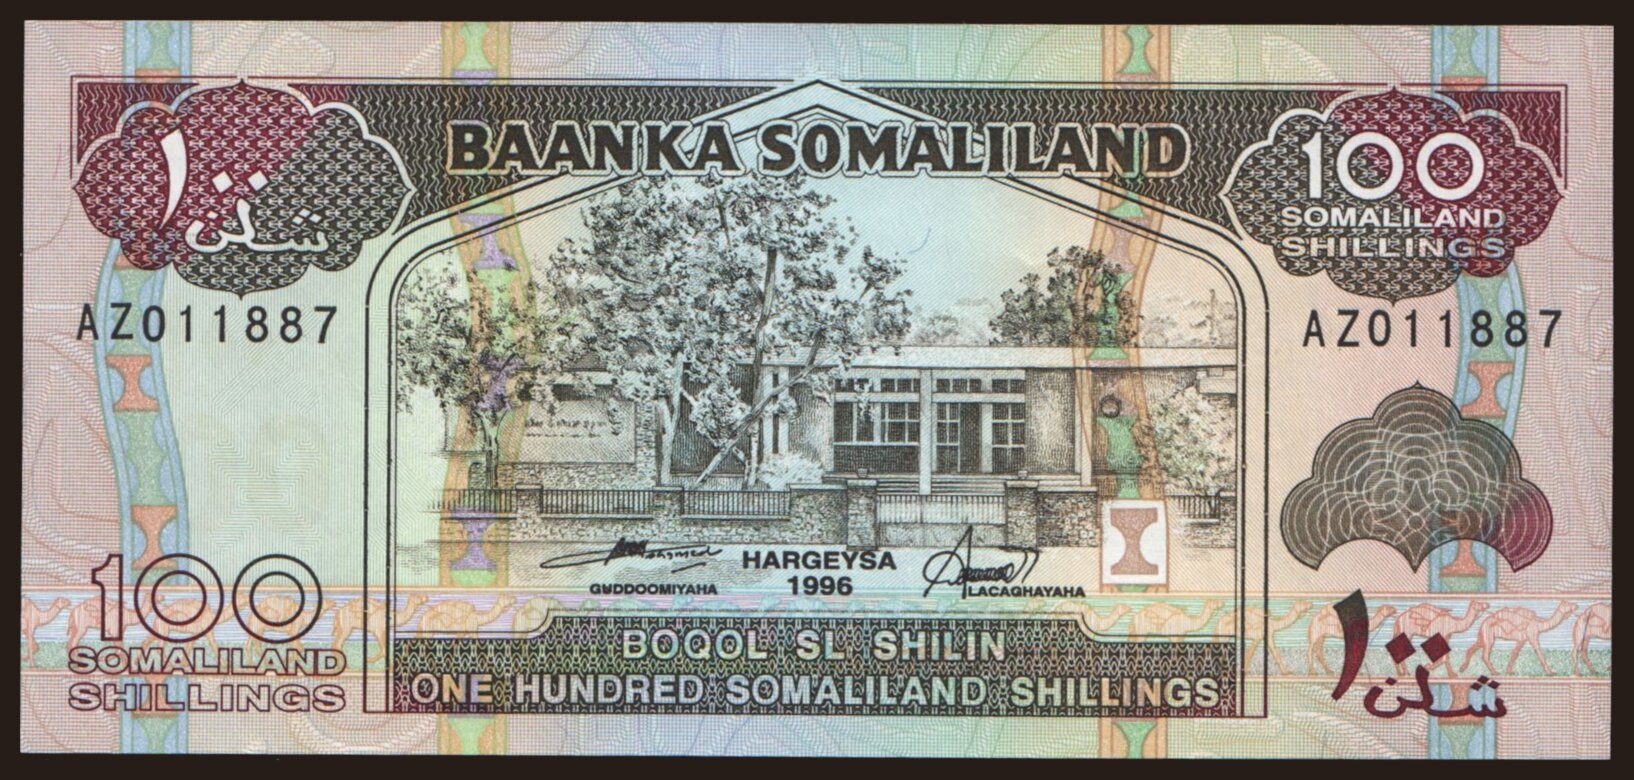 BAANKA SOMALILAND
١٠٠
شلن
100
SOMALILAND
SHILLINGS
AZ011887
AZ011887
HARGEYSA
1996
GUDDOOMIYAHA
LACAGHAYAHA
100
SOMALILAND
SHILLINGS
BOQOL SL SHILIN
ONE HUNDRED SOMALILAND SHILLINGS
١٠٠
شلن